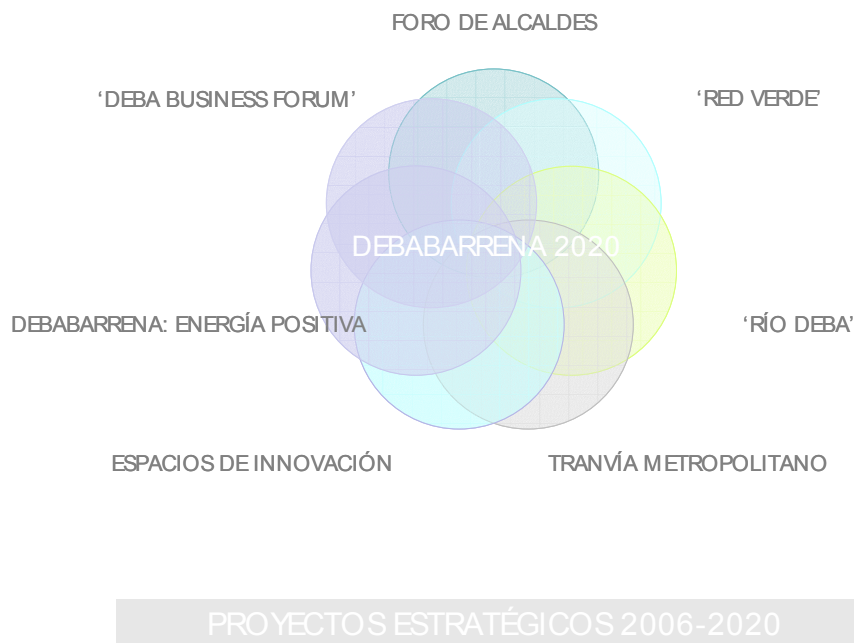 FORO DE ALCALDES
‘DEBA BUSINESS FORUM’
‘RED VERDE’
DEBABARRENA 2020
DEBABARRENA: ENERGÍA POSITIVA
‘RÍO DEBA’
ESPACIOS DE INNOVACIÓN
TRANVÍA METROPOLITANO
PROYECTOS ESTRATÉGICOS 2006-2020